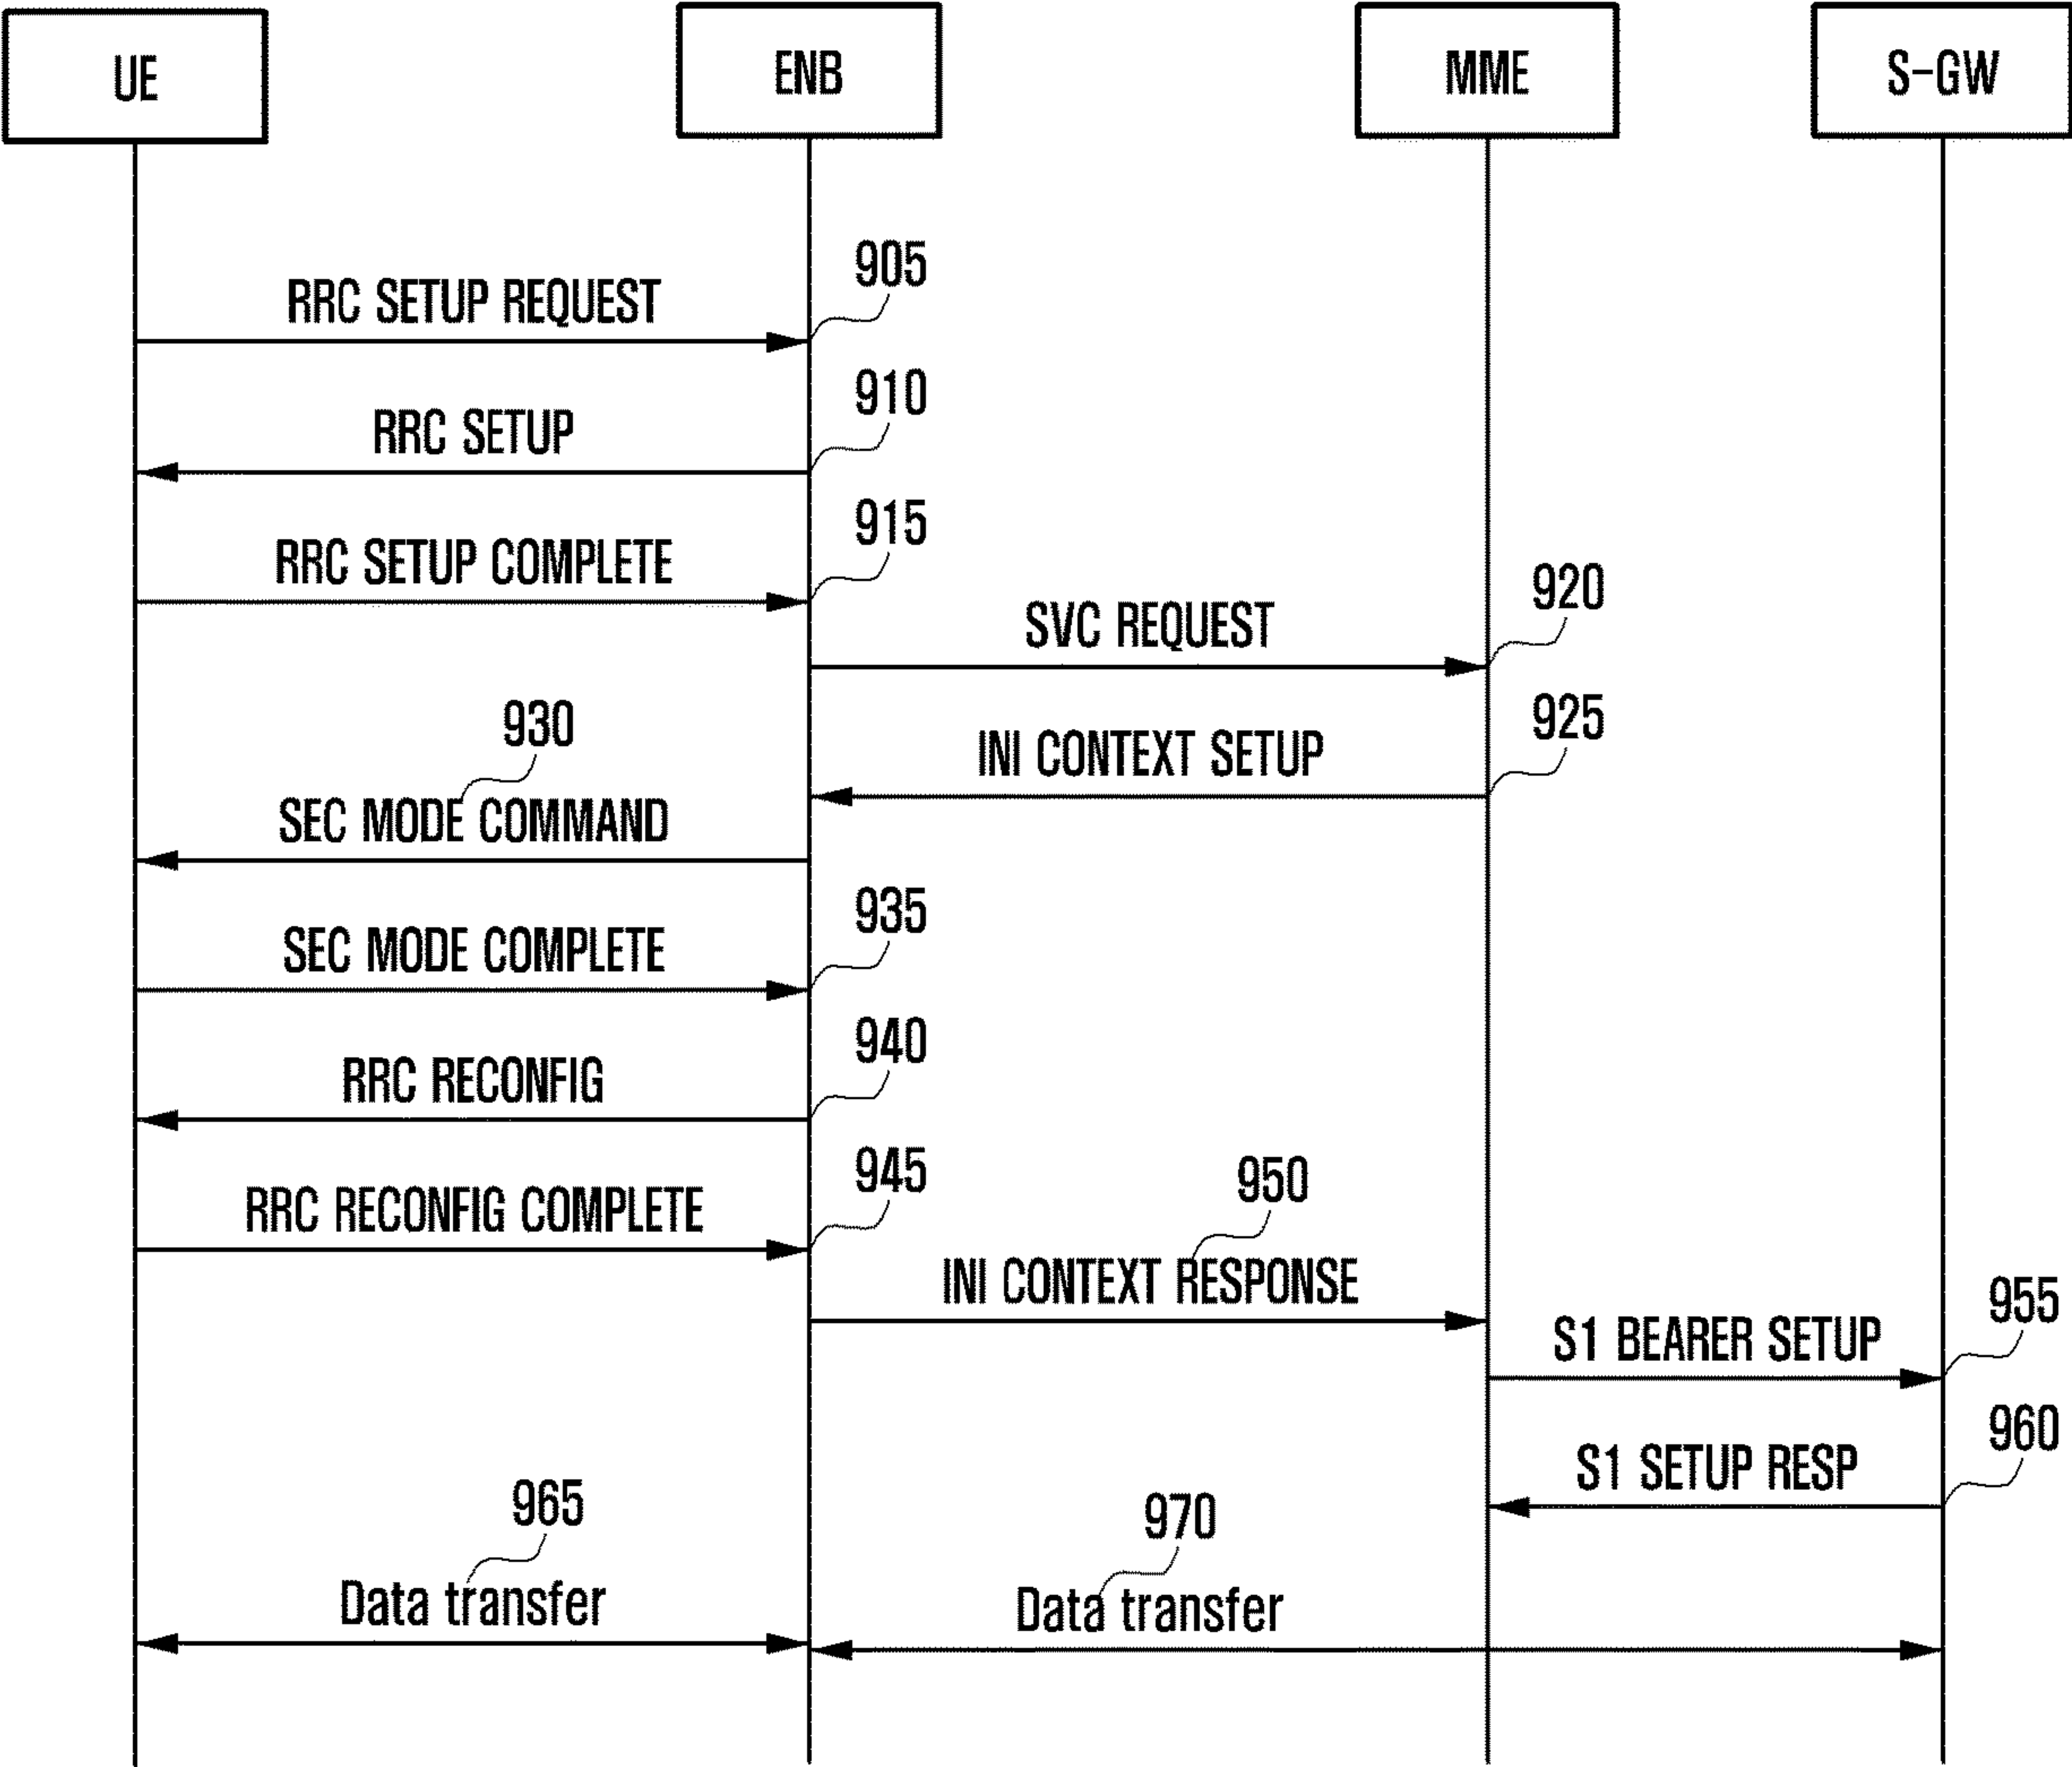 UE
ENB
MME
S-GW
905
RRC SETUP REQUEST
910
RRC SETUP
915
RRC SETUP COMPLETE
920
SVC REQUEST
925
INI CONTEXT SETUP
930
SEC MODE COMMAND
935
SEC MODE COMPLETE
940
RRC RECONFIG
945
RRC RECONFIG COMPLETE
950
INI CONTEXT RESPONSE
955
S1 BEARER SETUP
960
S1 SETUP RESP
965
Data transfer
970
Data transfer